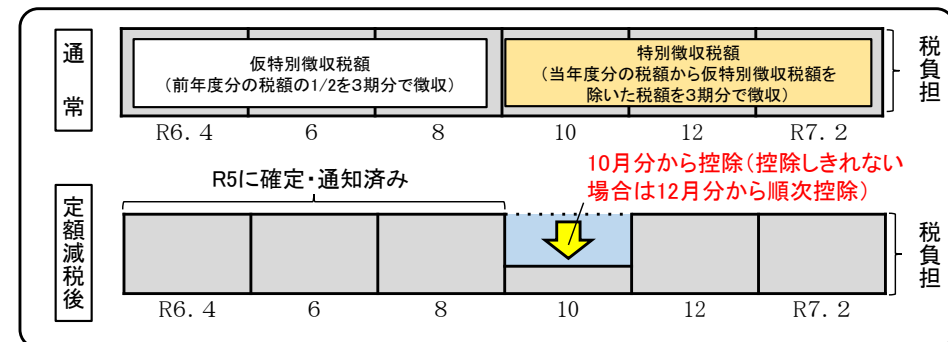 通常
仮特別徴収税額
（前年度分の税額の1/2を3期分で徴収）
特別徴収税額
（当年度分の税額から仮特別徴収税額を
除いた税額を3期分で徴収）
税負担
R6.4 6 8 10 12 R7.2
R5に確定・通知済み
10月分から控除（控除しきれない
場合は12月分から順次控除）
定額減税後
税負担
R6.4 6 8 10 12 R7.2